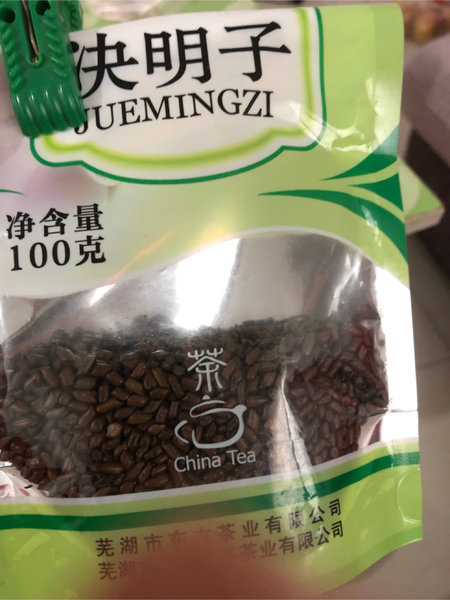 决明子
JUEMINGZI
净含量
100克
茶
China Tea
芜湖市东 茶业有限公司
芜湖 茶业有限公司